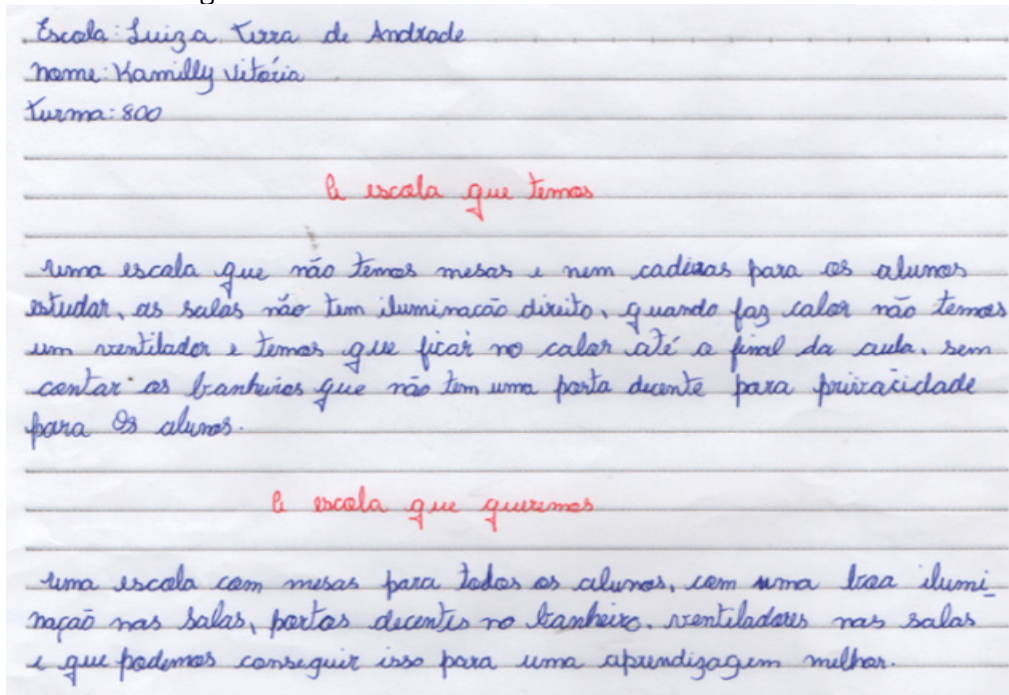 Escola: Luiza Terra de Andrade
nome: Kamilly Vitória
Turma: 800
A escola que temos
uma escola que não temos mesas e nem cadeiras para os alunos
estudar, as salas não tem iluminacão direito, quando faz calor não temos
um ventilador e temos que ficar no calor até o final da aula, sem
contar os banheiros que não tem uma porta decente para privacidade
para Os alunos.
A escola que queremos
uma escola com mesas para todos os alunos, com uma boa ilumi_
nação nas salas, portas decentes no banheiro, ventiladores nas salas
e que podemos conseguir isso para uma aprendizagem melhor.